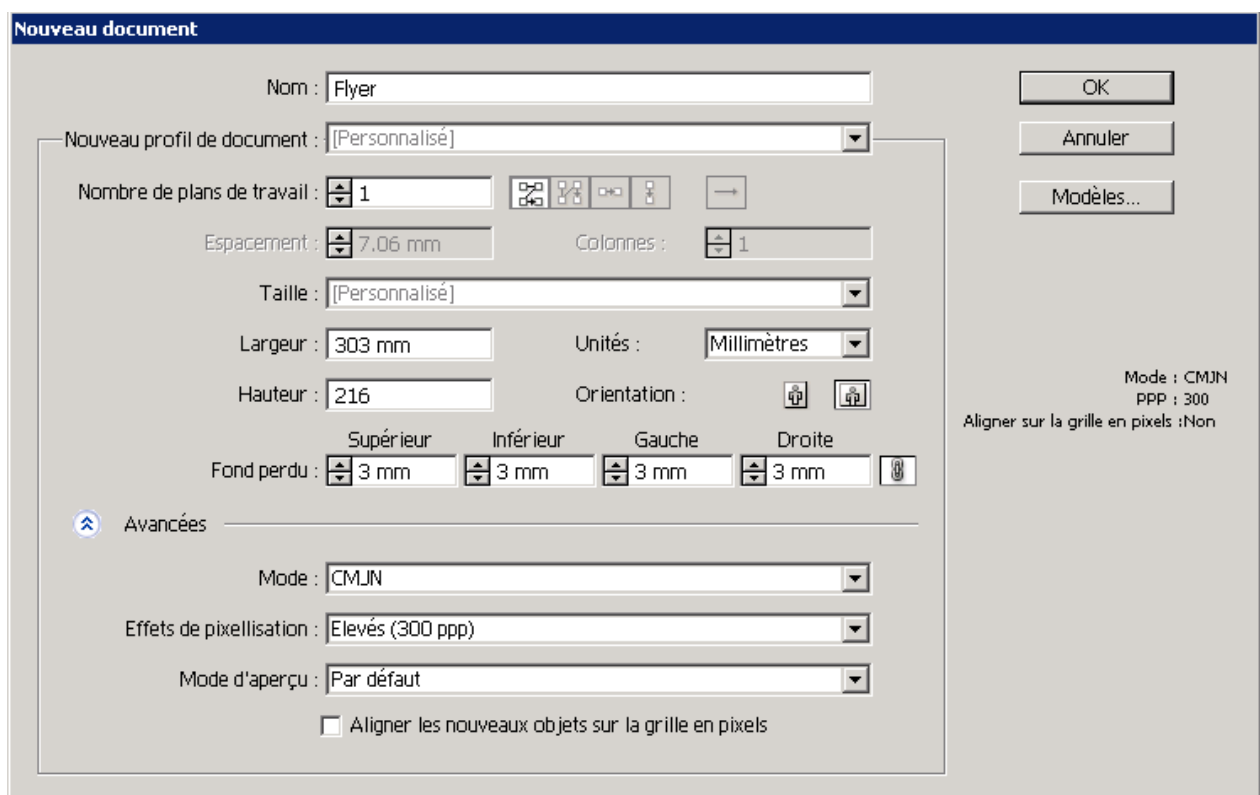 Nouveau document
Nom : Flyer
OK
Nouveau profil de document : [Personnalisé]
Annuler
Nombre de plans de travail : 1
Modèles...
Espacement : 7.06 mm Colonnes : 1
Taille : [Personnalisé]
Largeur : 303 mm Unités : Millimètres
Hauteur : 216 Orientation :
Mode : CMJN
PPP : 300
Aligner sur la grille en pixels :Non
Supérieur Inférieur Gauche Droite
Fond perdu : 3 mm 3 mm 3 mm 3 mm
Avancées
Mode : CMJN
Effets de pixellisation : Elevés (300 ppp)
Mode d'aperçu : Par défaut
Aligner les nouveaux objets sur la grille en pixels